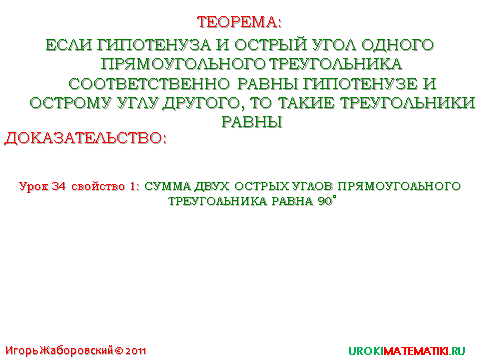 ТЕОРЕМА:
ЕСЛИ ГИПОТЕНУЗА И ОСТРЫЙ УГОЛ ОДНОГО
ПРЯМОУГОЛЬНОГО ТРЕУГОЛЬНИКА
СООТВЕТСТВЕННО РАВНЫ ГИПОТЕНУЗЕ И
ОСТРОМУ УГЛУ ДРУГОГО, ТО ТАКИЕ ТРЕУГОЛЬНИКИ
РАВНЫ
ДОКАЗАТЕЛЬСТВО:
Урок 34 свойство 1: СУММА ДВУХ ОСТРЫХ УГЛОВ ПРЯМОУГОЛЬНОГО
ТРЕУГОЛЬНИКА РАВНА 90°
Игорь Жаборовский © 2011
UROKIMATEMATIKI.RU